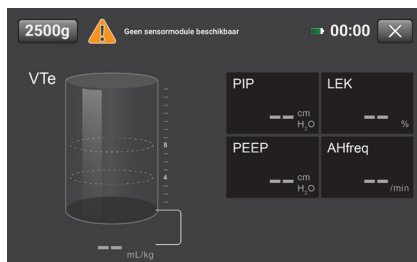 2500g
Geen sensormodule beschikbaar
00:00
VTe
8
4
-- mL/kg
PIP
-- cm H₂O
LEK
-- %
PEEP
-- cm H₂O
AHfreq
-- /min